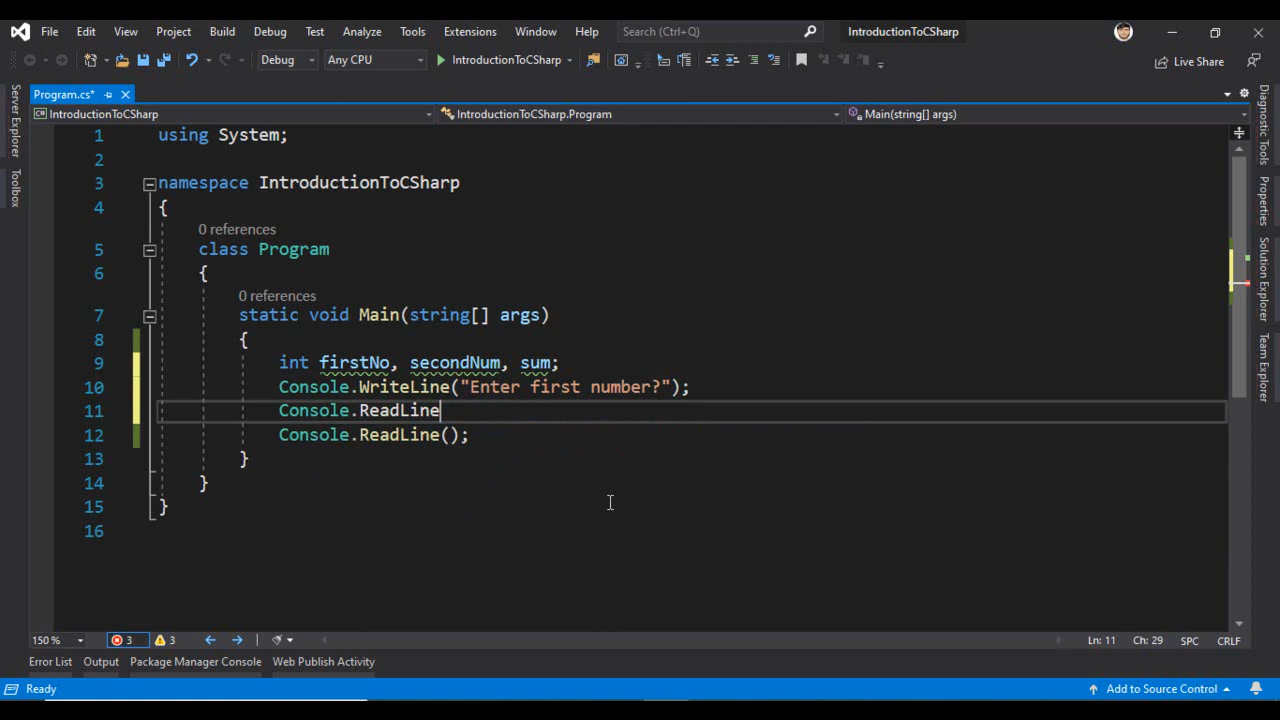 File Edit View Project Build Debug Test Analyze Tools Extensions Window Help Search (Ctrl+Q) IntroductionToCSharp
Debug Any CPU IntroductionToCSharp Live Share
Program.cs*
IntroductionToCSharp IntroductionToCSharp.Program Main(string[] args)
Server Explorer
Toolbox
1 using System;
2
3 namespace IntroductionToCSharp
4 {
0 references
5 class Program
6 {
0 references
7 static void Main(string[] args)
8 {
9 int firstNo, secondNum, sum;
10 Console.WriteLine("Enter first number?");
11 Console.ReadLine
12 Console.ReadLine();
13 }
14 }
15 }
16
Diagnostic Tools
Properties
Solution Explorer
Team Explorer
150 % 3 3 Ln: 11 Ch: 29 SPC CRLF
Error List Output Package Manager Console Web Publish Activity
Ready Add to Source Control